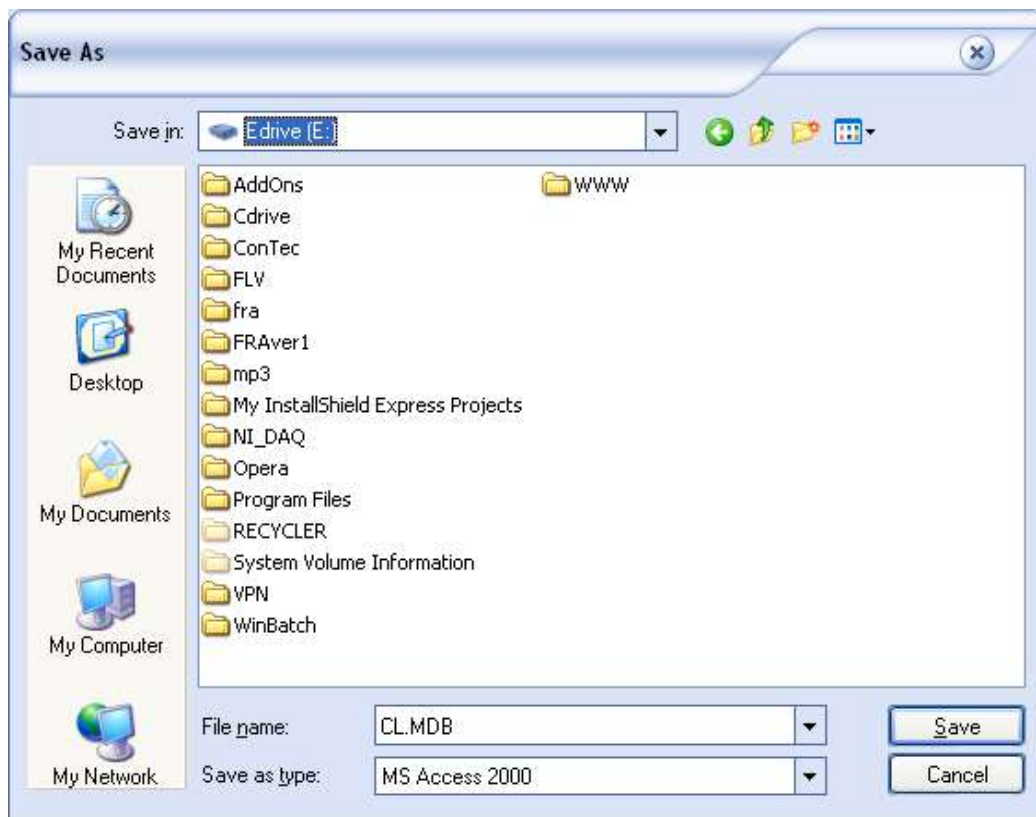 Save As
Save in: Edrive (E:)
My Recent
Documents
Desktop
My Documents
My Computer
My Network
AddOns
Cdrive
ConTec
FLV
fra
FRAver1
mp3
My InstallShield Express Projects
NI_DAQ
Opera
Program Files
RECYCLER
System Volume Information
VPN
WinBatch
WWW
File name: CL.MDB
Save
Save as type: MS Access 2000
Cancel